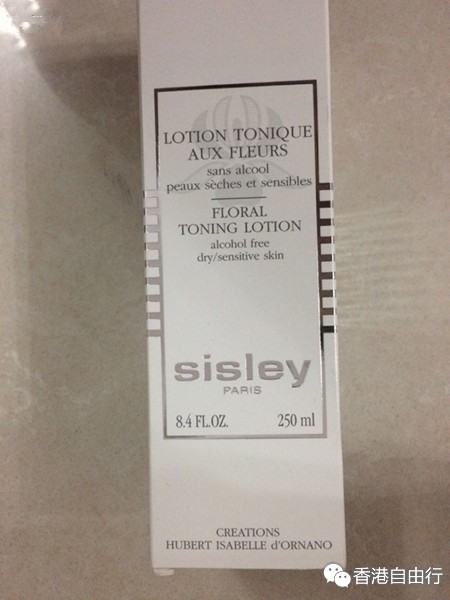 LOTION TONIQUE
AUX FLEURS
sans alcool
peaux sèches et sensibles
FLORAL
TONING LOTION
alcohol free
dry/sensitive skin
sisley
PARIS
8.4 FL.OZ. 250 ml
CREATIONS
HUBERT ISABELLE d'ORNANO
香港自由行